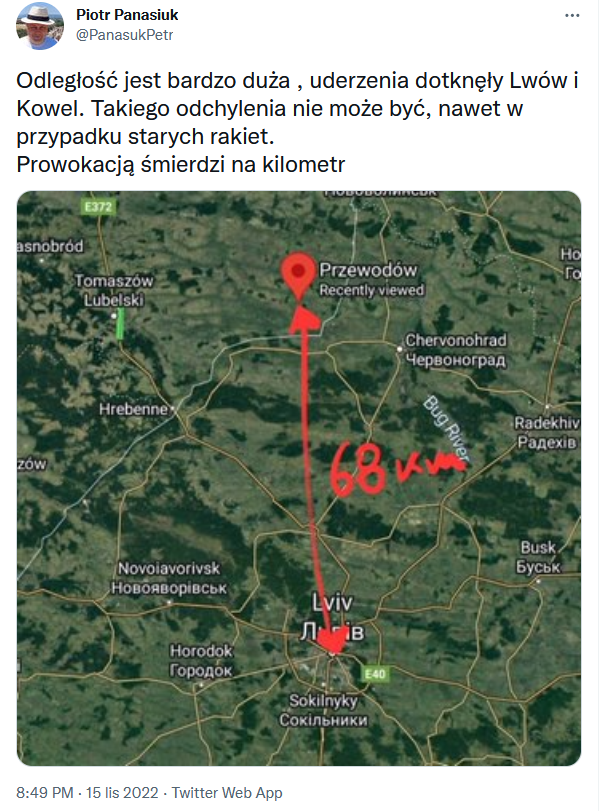 Piotr Panasiuk
@PanasukPetr
Odległość jest bardzo duża , uderzenia dotknęły Lwów i
Kowel. Takiego odchylenia nie może być, nawet w
przypadku starych rakiet.
Prowokacją śmierdzi na kilometr
Нововолинськ
E372
asnobród
Tomaszów
Lubelski
Przewodów
Recently viewed
Ho
Го
Chervonohrad
Червоноград
Hrebenne
Bug River
Radekhiv
Радехів
zów
68 km
Busk
Буськ
Novoiavorivsk
Новояворівськ
Lviv
Львів
Horodok
Городок
E40
Sokilnyky
Сокільники
8:49 PM · 15 lis 2022 · Twitter Web App